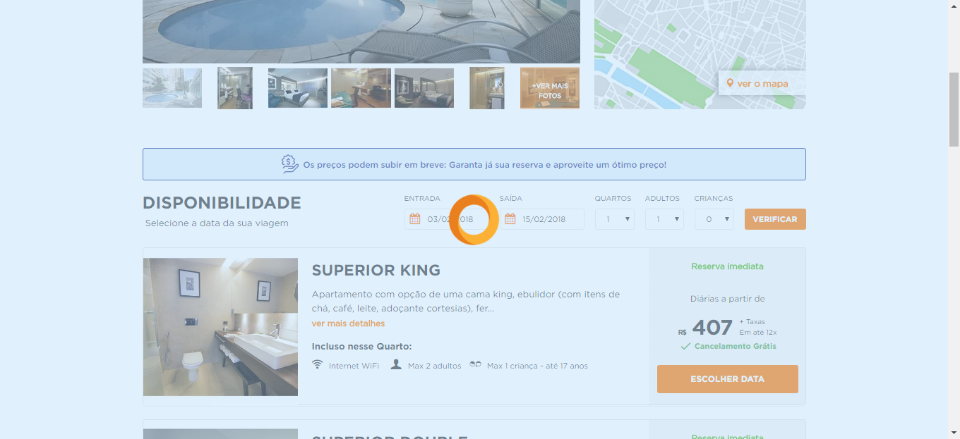 +VER MAIS
FOTOS
ver o mapa
Os preços podem subir em breve: Garanta já sua reserva e aproveite um ótimo preço!
DISPONIBILIDADE
Selecione a data da sua viagem
ENTRADA
SAÍDA
QUARTOS
ADULTOS
CRIANÇAS
03/02/2018
15/02/2018
1
1
0
VERIFICAR
SUPERIOR KING
Apartamento com opção de uma cama king, ebulidor (com itens de
chá, café, leite, adoçante cortesias), fer...
ver mais detalhes
Incluso nesse Quarto:
Internet WiFi
Max 2 adultos
Max 1 criança - até 17 anos
Reserva imediata
Diárias a partir de
R$ 407
+ Taxas
Em até 12x
Cancelamento Grátis
ESCOLHER DATA
SUPERIOR DOUBLE
Reserva imediata